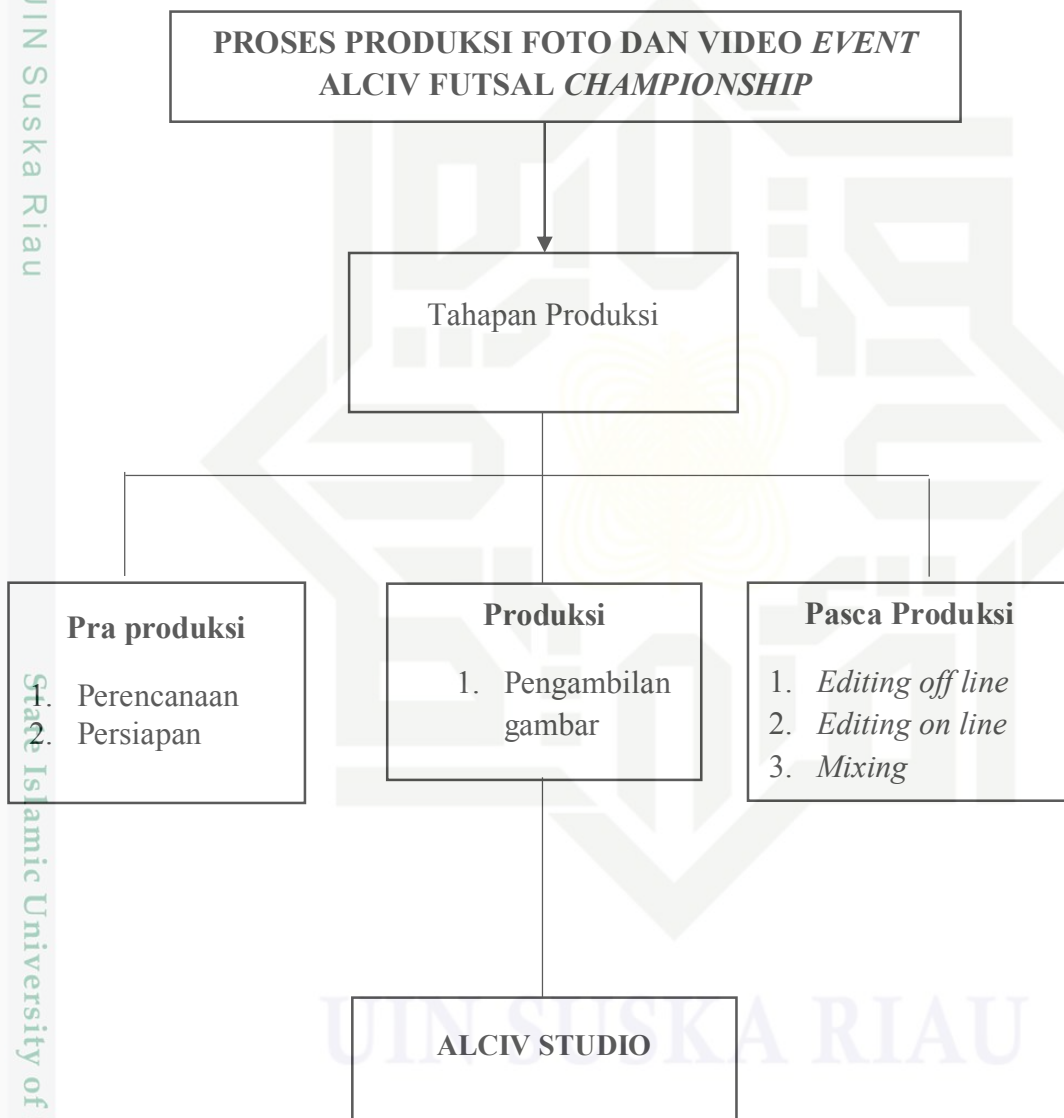 UIN Suska Riau
PROSES PRODUKSI FOTO DAN VIDEO EVENT
ALCIV FUTSAL CHAMPIONSHIP
Tahapan Produksi
Pra produksi
1. Perencanaan
2. Persiapan
Produksi
1. Pengambilan
gambar
Pasca Produksi
1. Editing off line
2. Editing on line
3. Mixing
State Islamic University of
ALCIV STUDIO
UIN SUSKA RIAU